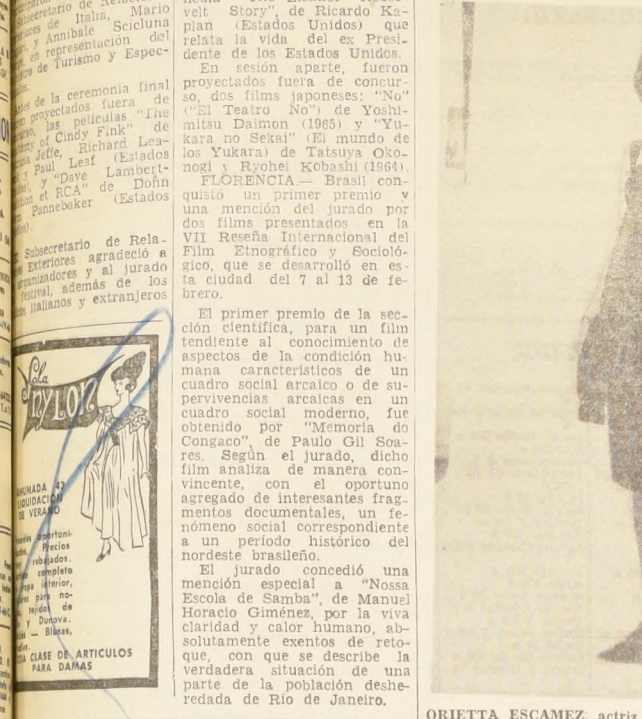 Subsecretario de Relacio-
res de Italia, Mario
y Annibale Scicluna
en representación del
tro de Turismo y Espec-
de la ceremonia final
proyectados fuera de
las películas "The
of Cindy Fink" de
Jeffe, Richard Lea-
Paul Leaf (Estados
y "Dave Lambert-
et RCA" de Dohn
Pannebaker (Estados
Subsecretario de Rela-
Exteriores agradeció a
organizadores y al jurado
festival, además de los
italianos y extranjeros
Sala
NYLON
AHUMADA 43
LIQUIDACION
DE VERANO
Precios
rebajados.
completo
ropa interior,
para no-
tejido de
y Dunova.
Blusas,
CLASE DE ARTICULOS
PARA DAMAS
velt Story", de Ricardo Ka-
plan (Estados Unidos) que
relata la vida del ex Presi-
dente de los Estados Unidos.
En sesión aparte, fueron
proyectados fuera de concur-
so, dos films japoneses: "No"
("El Teatro No") de Yoshi-
mitsu Daimon (1965) y "Yu-
kara no Sekai" (El mundo de
los Yukara) de Tatsuya Oko-
nogi y Ryohei Kobashi (1964).
FLORENCIA.— Brasil con-
quistó un primer premio y
una mención del jurado por
dos films presentados en la
VII Reseña Internacional del
Film Etnográfico y Socioló-
gico, que se desarrolló en es-
ta ciudad del 7 al 13 de fe-
brero.
El primer premio de la sec-
ción científica, para un film
tendiente al conocimiento de
aspectos de la condición hu-
mana característicos de un
cuadro social arcaico o de su-
pervivencias arcaicas en un
cuadro social moderno, fue
obtenido por "Memoria do
Congaco", de Paulo Gil Soa-
res. Según el jurado, dicho
film analiza de manera con-
vincente, con el oportuno
agregado de interesantes frag-
mentos documentales, un fe-
nómeno social correspondiente
a un período histórico del
nordeste brasileño.
El jurado concedió una
mención especial a "Nossa
Escola de Samba", de Manuel
Horacio Giménez, por la viva
claridad y calor humano, ab-
solutamente exentos de reto-
que, con que se describe la
verdadera situación de una
parte de la población deshe-
redada de Río de Janeiro.
ORIETTA ESCAMEZ, actriz